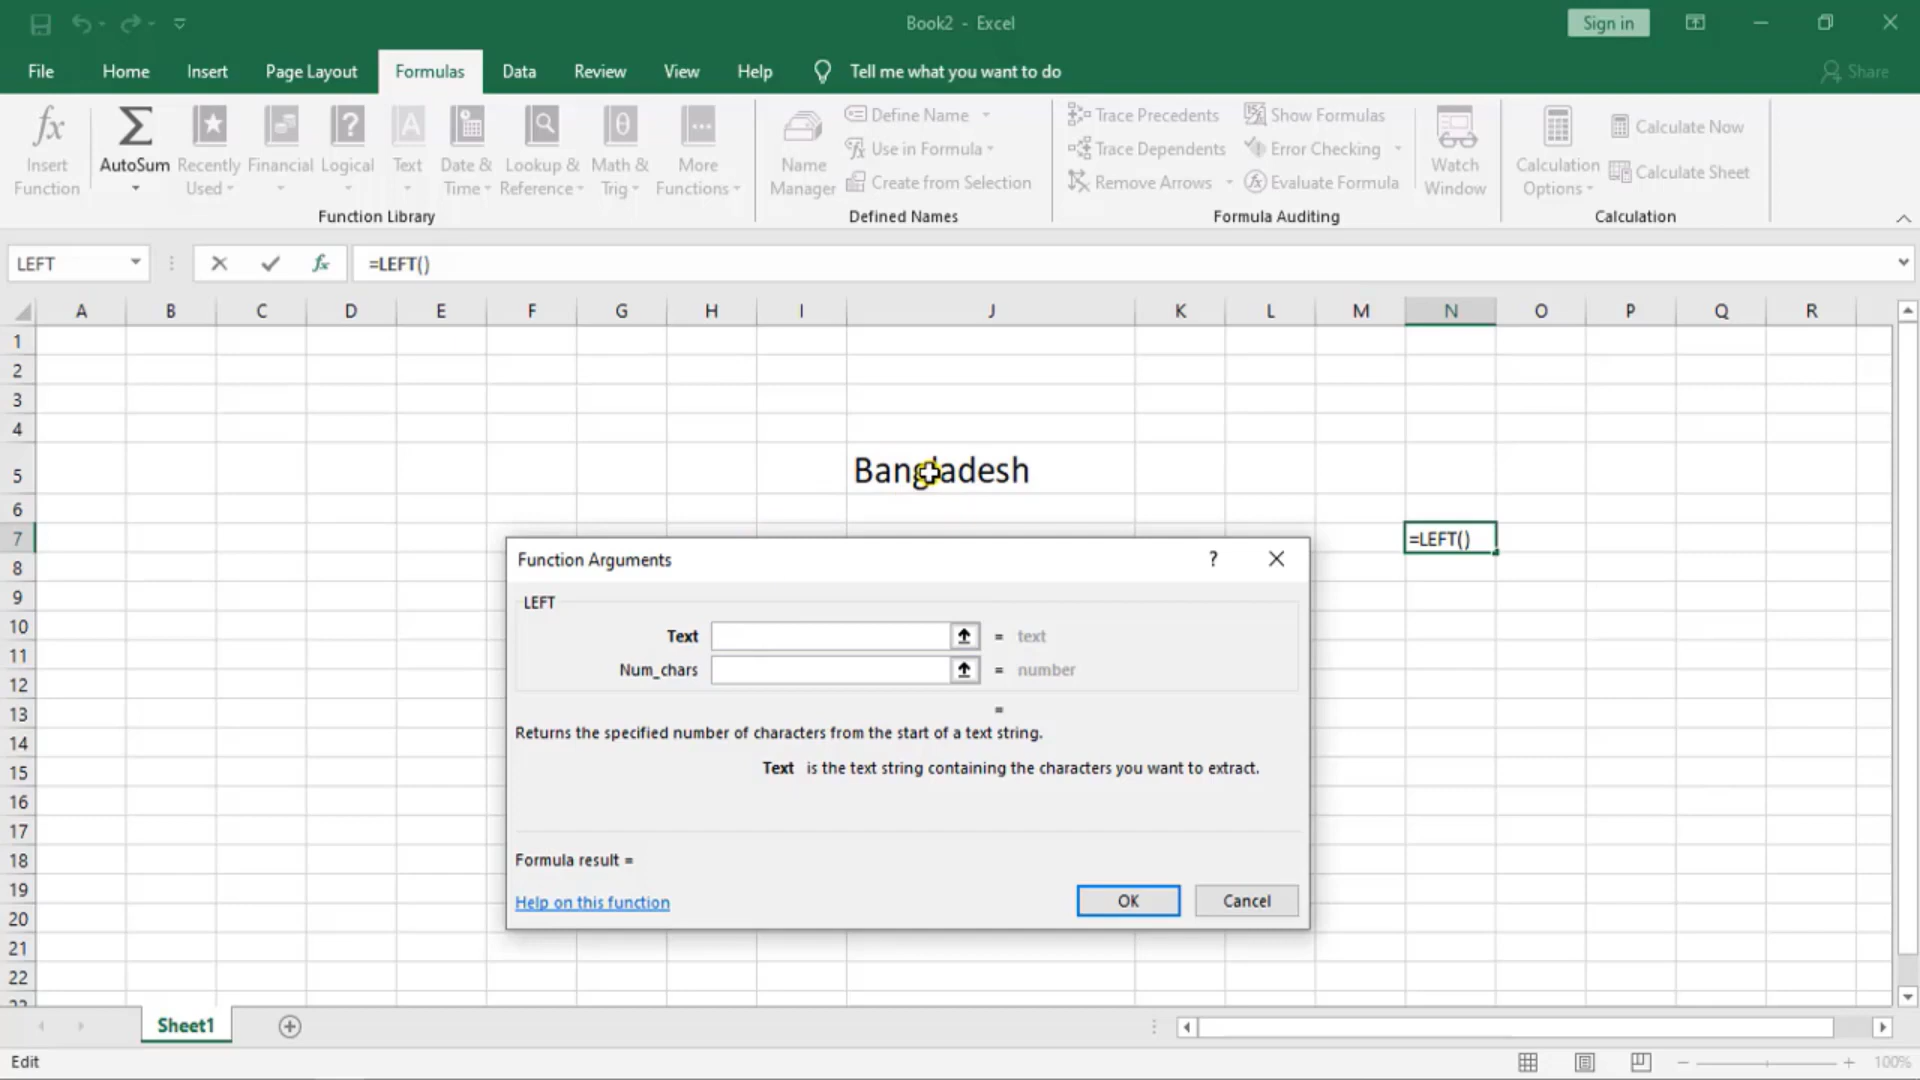 Book2 - Excel
Sign in
File Home Insert Page Layout Formulas Data Review View Help Tell me what you want to do
Share
Insert Function
AutoSum
Recently Used
Financial
Logical
Text
Date & Time
Lookup & Reference
Math & Trig
More Functions
Function Library
Name Manager
Define Name
Use in Formula
Create from Selection
Defined Names
Trace Precedents
Trace Dependents
Remove Arrows
Show Formulas
Error Checking
Evaluate Formula
Formula Auditing
Watch Window
Calculation Options
Calculate Now
Calculate Sheet
Calculation
LEFT
fx
=LEFT()
A B C D E F G H I J K L M N O P Q R
1
2
3
4
5 Bangladesh
6
7 =LEFT()
8
9
10
11
12
13
14
15
16
17
18
19
20
21
22
23
Function Arguments
?
LEFT
Text = text
Num_chars = number
=
Returns the specified number of characters from the start of a text string.
Text is the text string containing the characters you want to extract.
Formula result =
Help on this function
OK
Cancel
Sheet1
Edit
100%